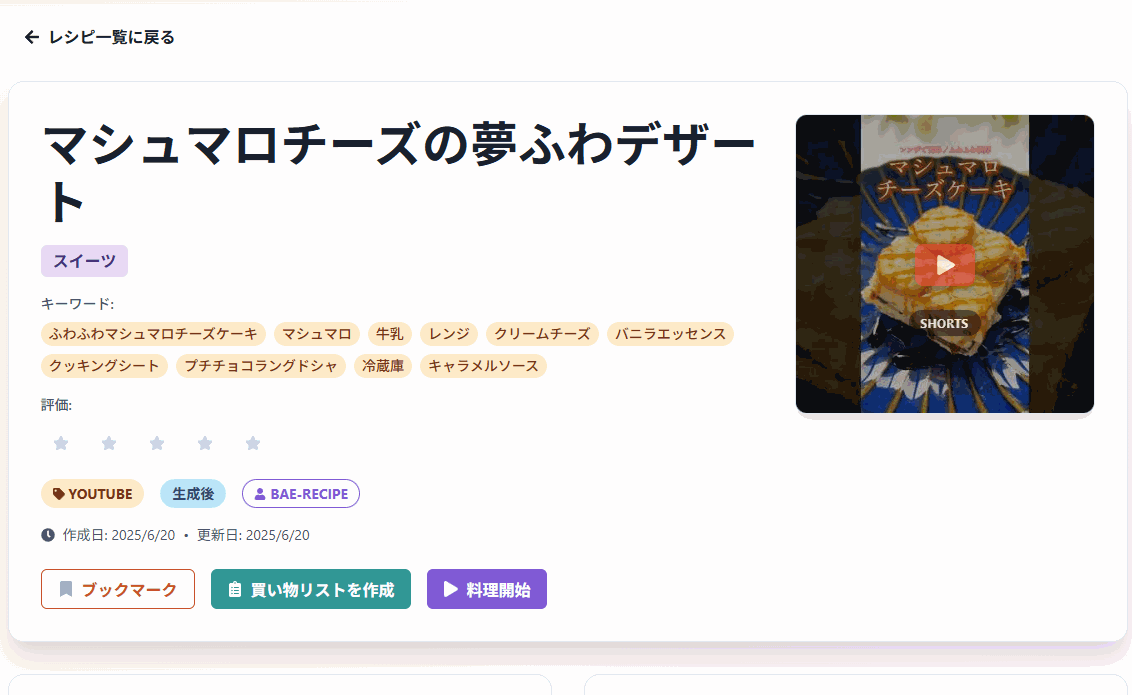 レシピ一覧に戻る
マシュマロチーズの夢ふわデザー
ト
スイーツ
キーワード:
ふわふわマシュマロチーズケーキ マシュマロ 牛乳 レンジ クリームチーズ バニラエッセンス
クッキングシート プチチョコラングドシャ 冷蔵庫 キャラメルソース
評価:
YOUTUBE 生成後 BAE-RECIPE
作成日: 2025/6/20 • 更新日: 2025/6/20
ブックマーク 買い物リストを作成 料理開始
マシュマロ
チーズケーキ
SHORTS